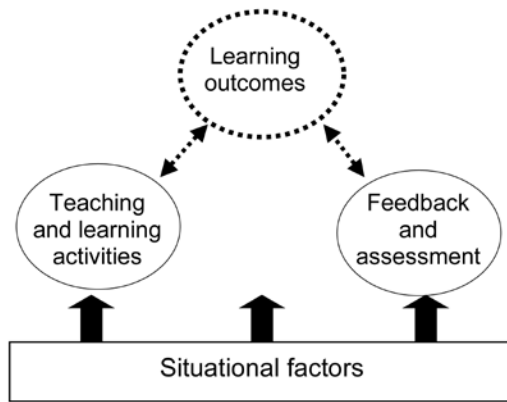 Learning
outcomes
Teaching
and learning
activities
Feedback
and
assessment
Situational factors